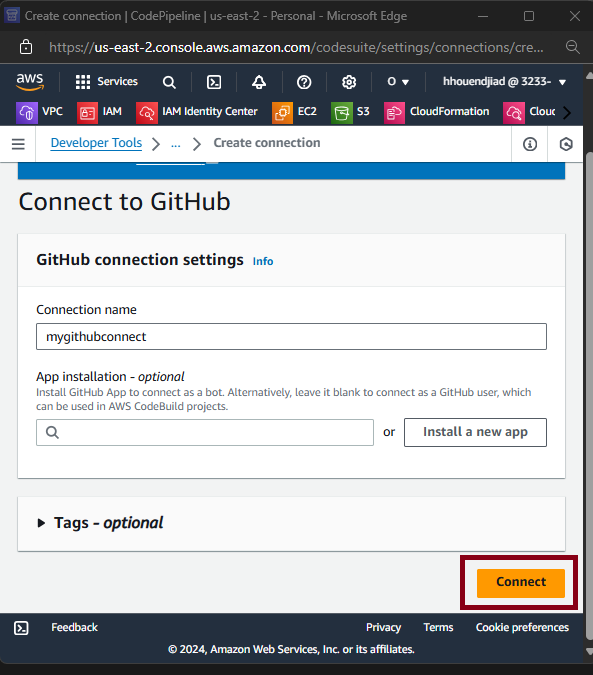 Create connection | CodePipeline | us-east-2 - Personal - Microsoft Edge
https://us-east-2.console.aws.amazon.com/codesuite/settings/connections/cre...
aws Services O hhouendjiad @ 3233-
VPC IAM IAM Identity Center EC2 S3 CloudFormation Cloud
Developer Tools ... Create connection
Connect to GitHub
GitHub connection settings Info
Connection name
mygithubconnect
App installation - optional
Install GitHub App to connect as a bot. Alternatively, leave it blank to connect as a GitHub user, which
can be used in AWS CodeBuild projects.
or Install a new app
Tags - optional
Connect
Feedback Privacy Terms Cookie preferences
© 2024, Amazon Web Services, Inc. or its affiliates.